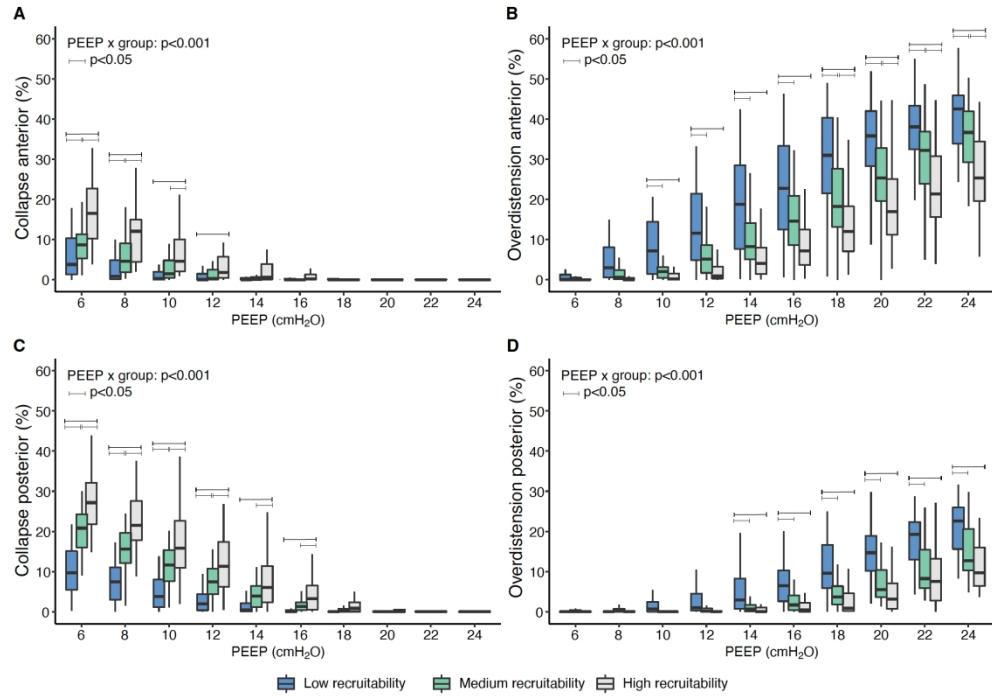 A
PEEP x group: p<0.001
p<0.05
Collapse anterior (%)
60
50
40
30
20
10
0
6 8 10 12 14 16 18 20 22 24
PEEP (cmH₂O)
B
PEEP x group: p<0.001
p<0.05
Overdistension anterior (%)
60
50
40
30
20
10
0
6 8 10 12 14 16 18 20 22 24
PEEP (cmH₂O)
C
PEEP x group: p<0.001
p<0.05
Collapse posterior (%)
60
50
40
30
20
10
0
6 8 10 12 14 16 18 20 22 24
PEEP (cmH₂O)
D
PEEP x group: p<0.001
p<0.05
Overdistension posterior (%)
60
50
40
30
20
10
0
6 8 10 12 14 16 18 20 22 24
PEEP (cmH₂O)
Low recruitability Medium recruitability High recruitability